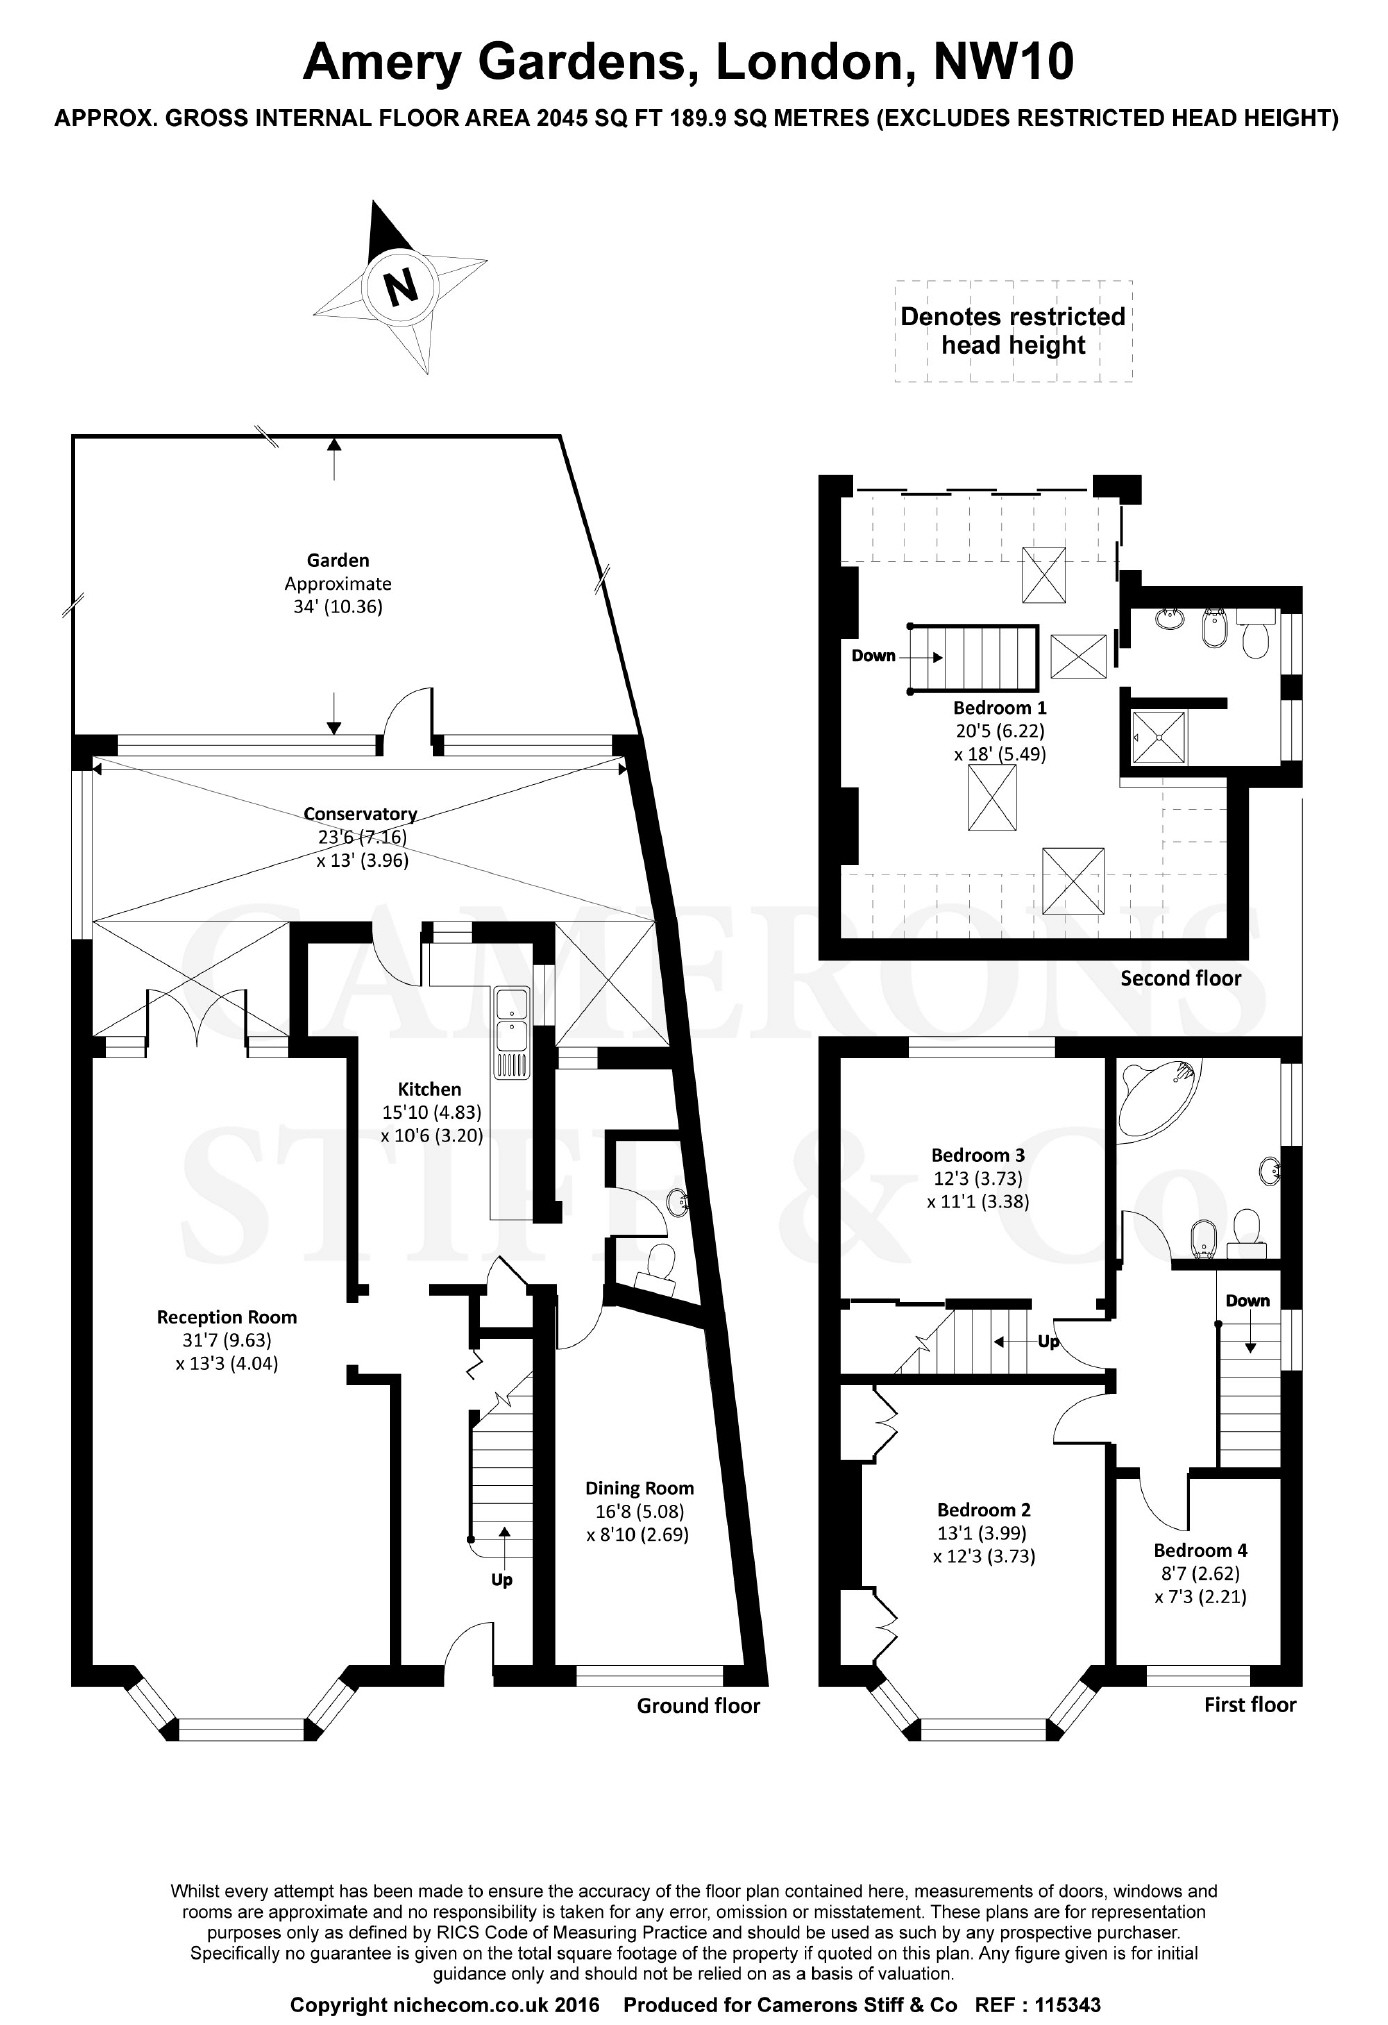 Amery Gardens, London, NW10
APPROX. GROSS INTERNAL FLOOR AREA 2045 SQ FT 189.9 SQ METRES (EXCLUDES RESTRICTED HEAD HEIGHT)
N
Denotes restricted
head height
Garden
Approximate
34' (10.36)
Conservatory
23'6 (7.16)
x 13' (3.96)
Kitchen
15'10 (4.83)
x 10'6 (3.20)
Reception Room
31'7 (9.63)
x 13'3 (4.04)
Dining Room
16'8 (5.08)
x 8'10 (2.69)
Up
Ground floor
Down
Bedroom 1
20'5 (6.22)
x 18' (5.49)
Second floor
Bedroom 3
12'3 (3.73)
x 11'1 (3.38)
Down
Up
Bedroom 2
13'1 (3.99)
x 12'3 (3.73)
Bedroom 4
8'7 (2.62)
x 7'3 (2.21)
First floor
CAMERONS
STIFF & Co.
Whilst every attempt has been made to ensure the accuracy of the floor plan contained here, measurements of doors, windows and
rooms are approximate and no responsibility is taken for any error, omission or misstatement. These plans are for representation
purposes only as defined by RICS Code of Measuring Practice and should be used as such by any prospective purchaser.
Specifically no guarantee is given on the total square footage of the property if quoted on this plan. Any figure given is for initial
guidance only and should not be relied on as a basis of valuation.
Copyright nichecom.co.uk 2016 Produced for Camerons Stiff & Co REF : 115343